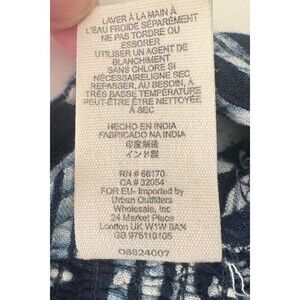 LAVER À LA MAIN À
L'EAU FROIDE SÉPARÉMENT
NE PAS TORDRE OU
ESSORER
UTILISER UN AGENT DE
BLANCHIMENT
SANS CHLORE SI
NÉCESSAIRELIGNE SEC
REPASSER, AU BESOIN, À
TRÈS BASSE TEMPÉRATURE
PEUT-ÊTRE ÊTRE NETTOYÉE
À SEC
HECHO EN INDIA
FABRICADO NA INDIA
印度制造
インド製
RN # 66170
CA # 32054
FOR EU- Imported by
Urban Outfitters
Wholesale, Inc
24 Market Place
London UK W1W 8AN
GB 975110105
OB824007